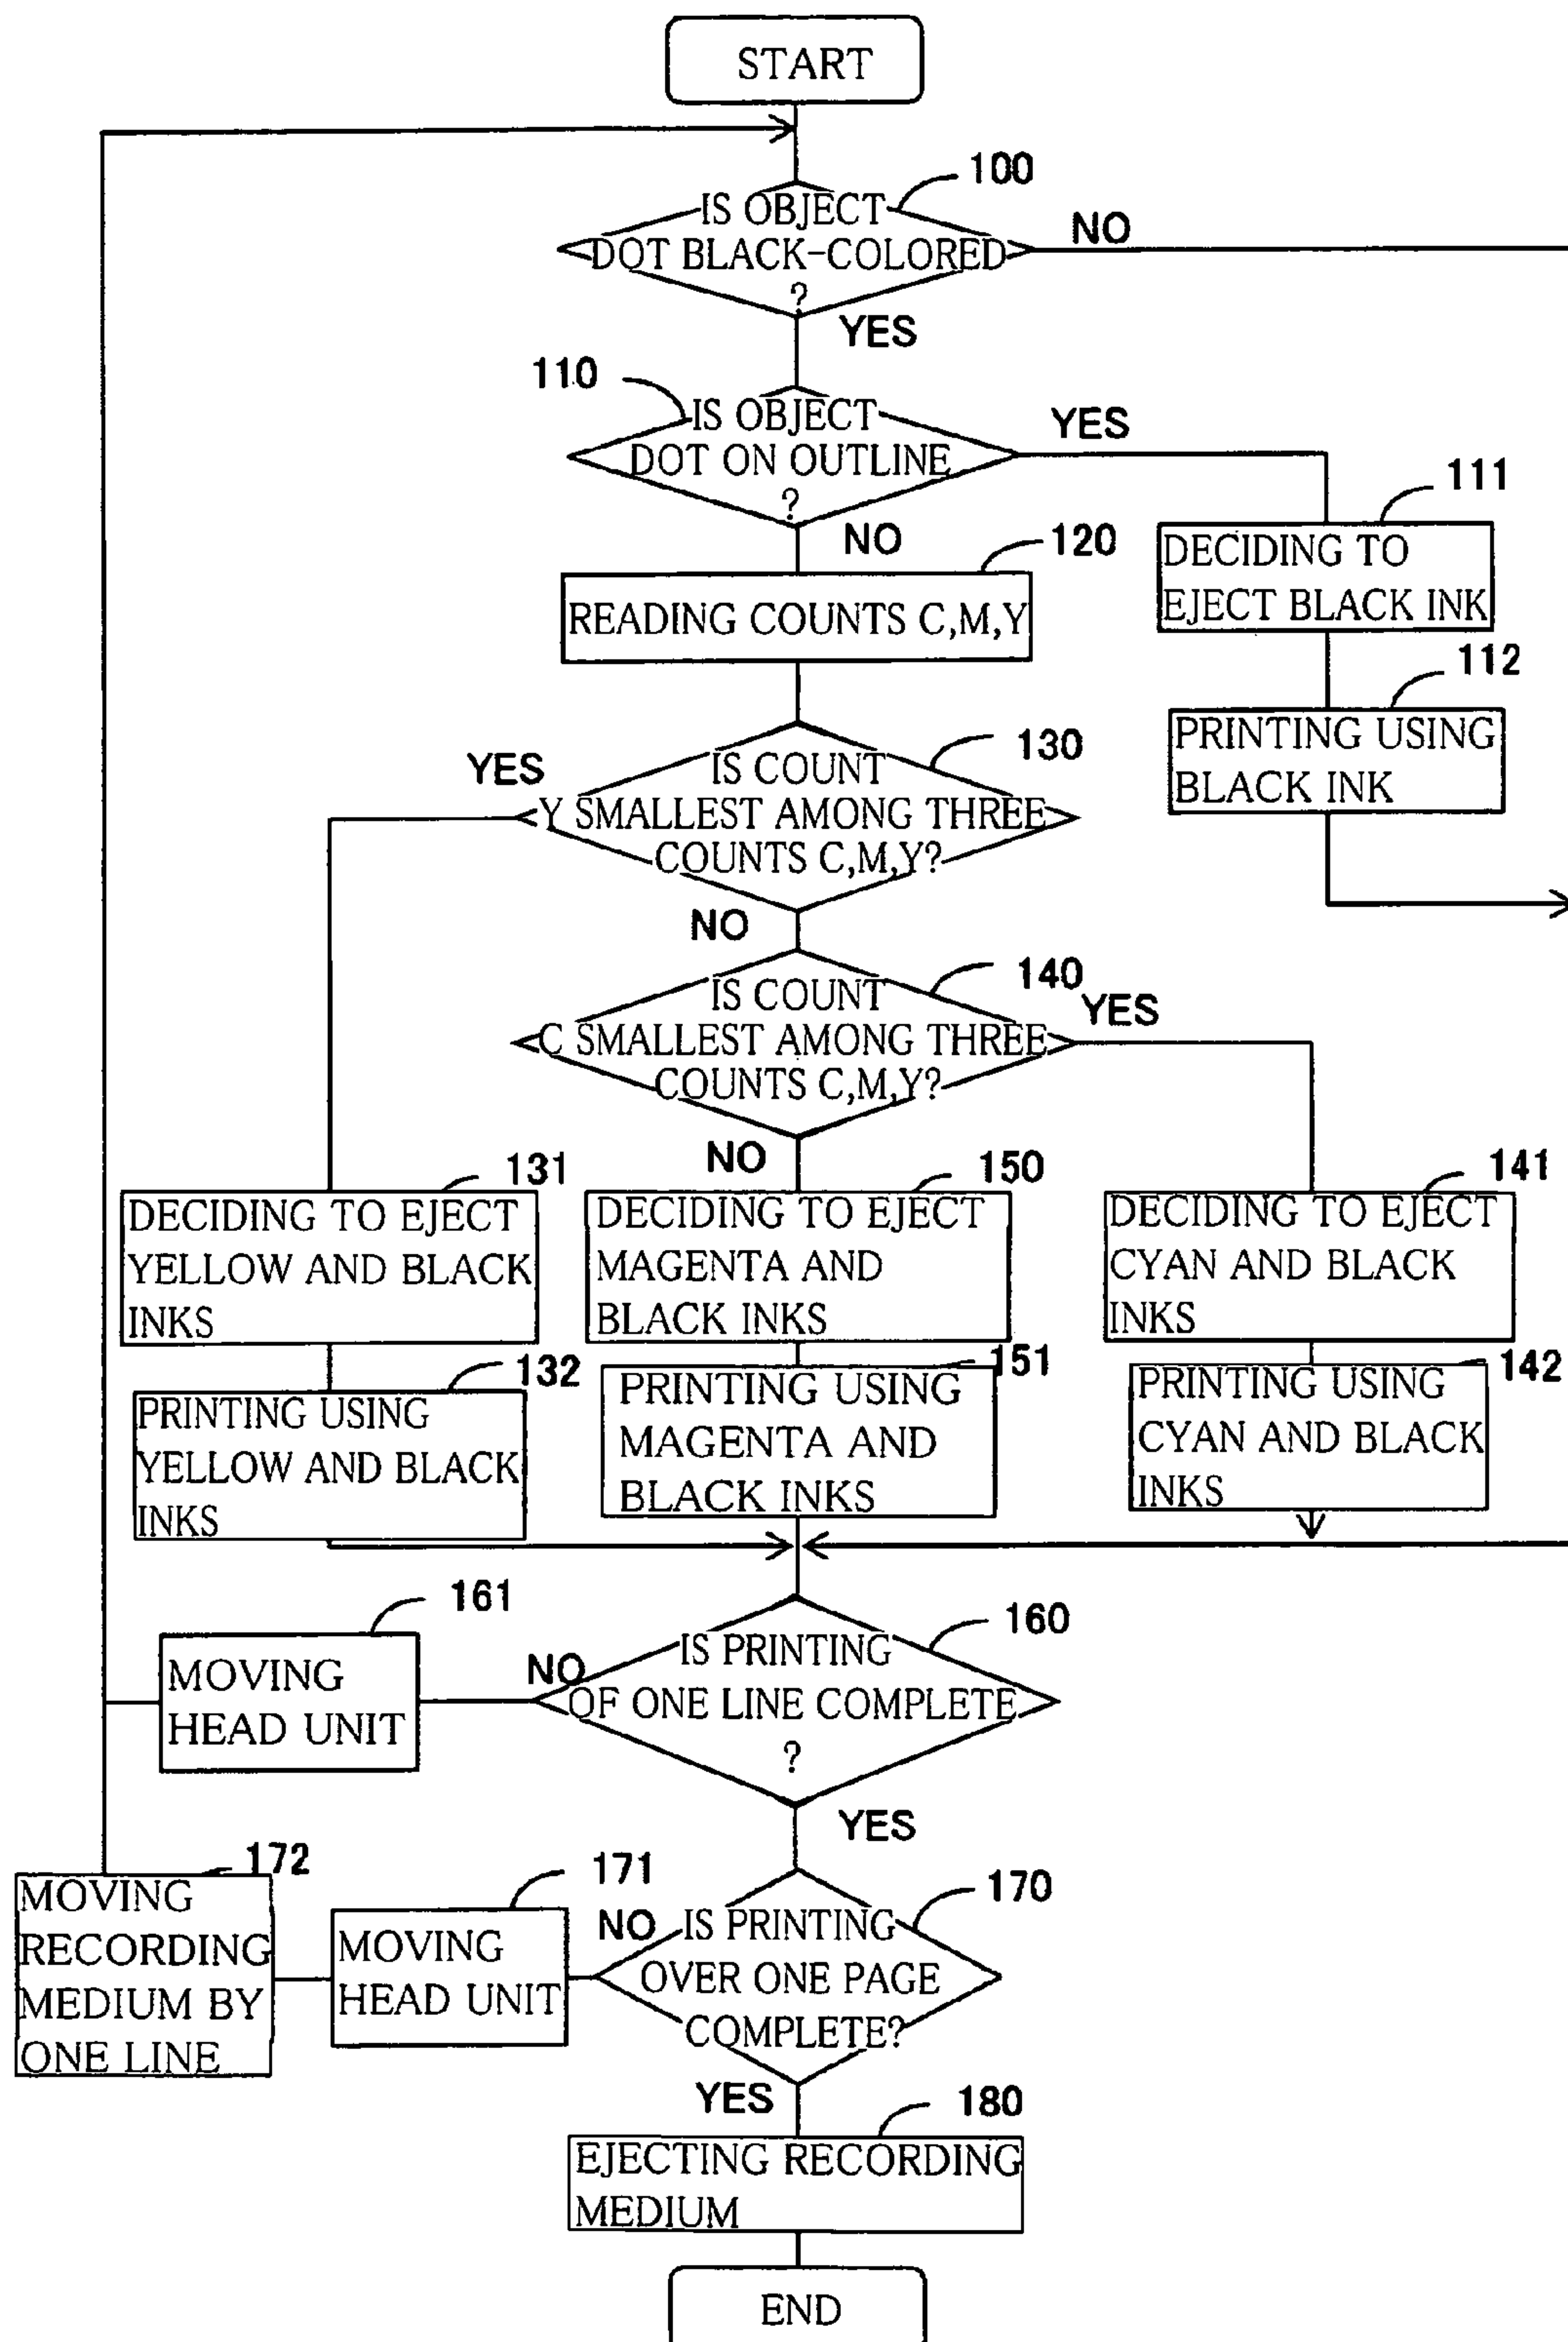 START
100
IS OBJECT
DOT BLACK-COLORED
?
NO
YES
110
IS OBJECT
DOT ON OUTLINE
?
YES
NO
111
DECIDING TO
EJECT BLACK INK
120
READING COUNTS C,M,Y
112
PRINTING USING
BLACK INK
130
YES
IS COUNT
Y SMALLEST AMONG THREE
COUNTS C,M,Y?
NO
140
IS COUNT
C SMALLEST AMONG THREE
COUNTS C,M,Y?
YES
NO
131
DECIDING TO EJECT
YELLOW AND BLACK
INKS
150
DECIDING TO EJECT
MAGENTA AND
BLACK INKS
141
DECIDING TO EJECT
CYAN AND BLACK
INKS
132
PRINTING USING
YELLOW AND BLACK
INKS
151
PRINTING USING
MAGENTA AND
BLACK INKS
142
PRINTING USING
CYAN AND BLACK
INKS
161
MOVING
HEAD UNIT
NO
160
IS PRINTING
OF ONE LINE COMPLETE
?
YES
172
MOVING
RECORDING
MEDIUM BY
ONE LINE
171
MOVING
HEAD UNIT
NO
170
IS PRINTING
OVER ONE PAGE
COMPLETE?
YES
180
EJECTING RECORDING
MEDIUM
END